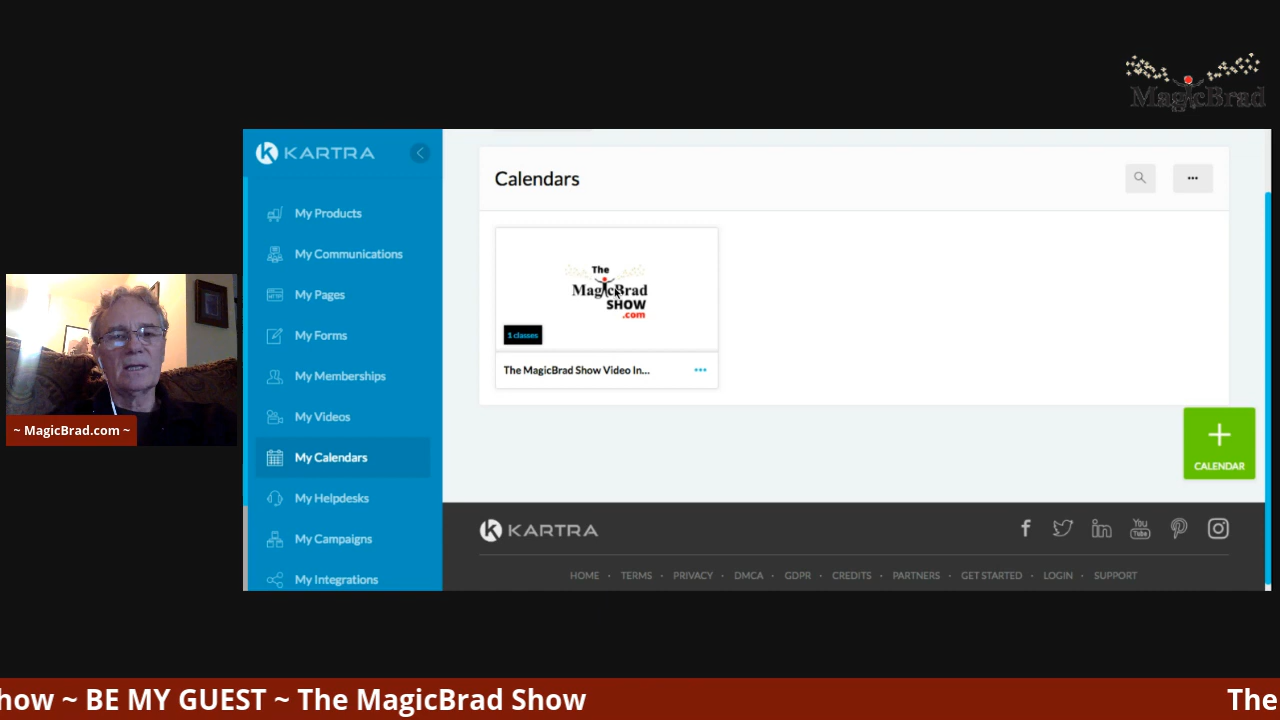 MagicBrad
KARTRA
My Products
My Communications
My Pages
My Forms
My Memberships
My Videos
My Calendars
My Helpdesks
My Campaigns
My Integrations
Calendars
The
MagicBrad
SHOW
.com
1 classes
The MagicBrad Show Video In...
CALENDAR
KARTRA
You
Tube
HOME · TERMS · PRIVACY · DMCA · GDPR · CREDITS · PARTNERS · GET STARTED · LOGIN · SUPPORT
~ MagicBrad.com ~
how ~ BE MY GUEST ~ The MagicBrad Show
The